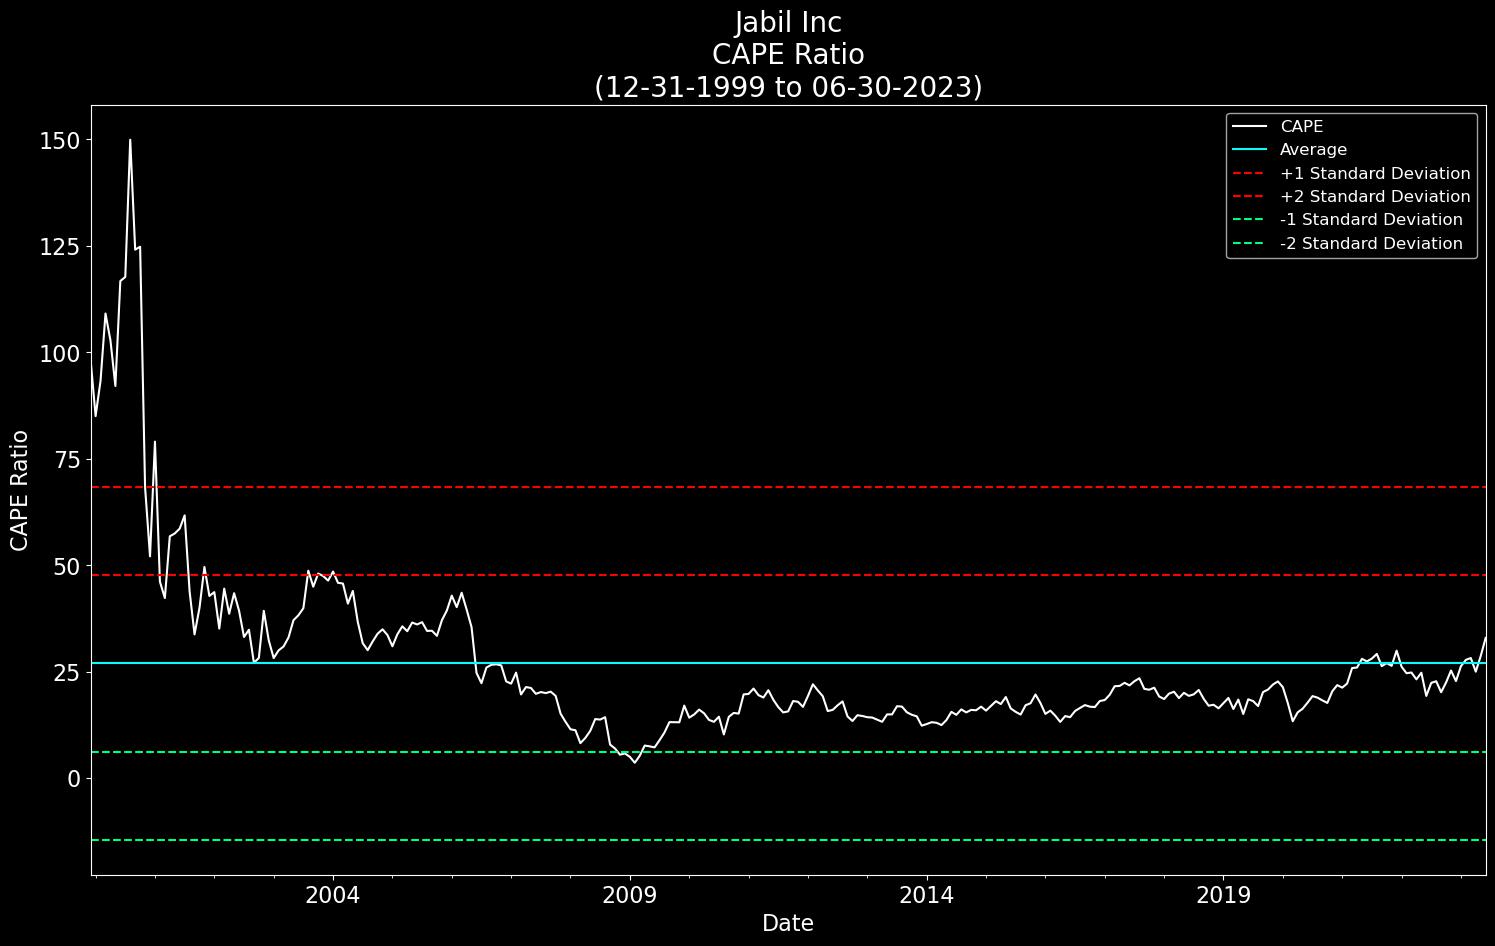 Jabil Inc
CAPE Ratio
(12-31-1999 to 06-30-2023)
CAPE
Average
+1 Standard Deviation
+2 Standard Deviation
-1 Standard Deviation
-2 Standard Deviation
CAPE Ratio
150
125
100
75
50
25
0
2004
2009
2014
2019
Date